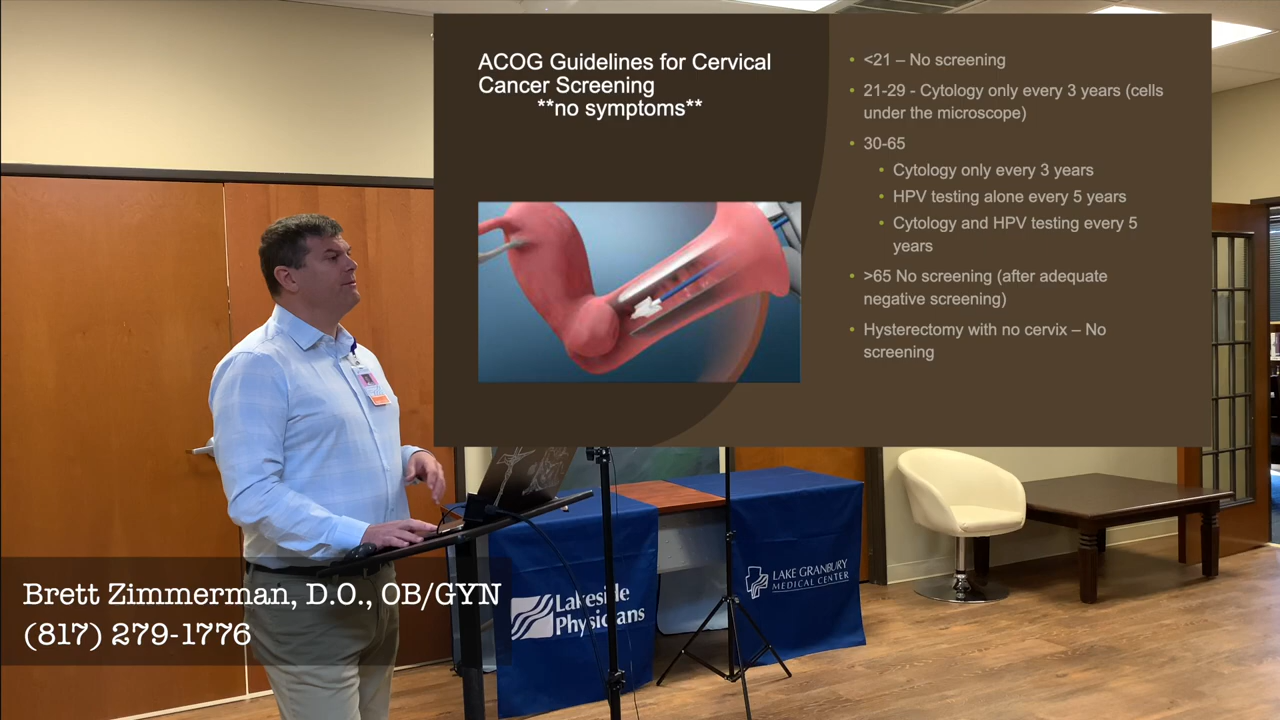 ACOG Guidelines for Cervical
Cancer Screening
**no symptoms**
• <21 – No screening
• 21-29 - Cytology only every 3 years (cells
under the microscope)
• 30-65
• Cytology only every 3 years
• HPV testing alone every 5 years
• Cytology and HPV testing every 5
years
• >65 No screening (after adequate
negative screening)
• Hysterectomy with no cervix – No
screening
Brett Zimmerman, D.O., OB/GYN
(817) 279-1776
Lakeside
Physicians
LAKE GRANBURY
MEDICAL CENTER